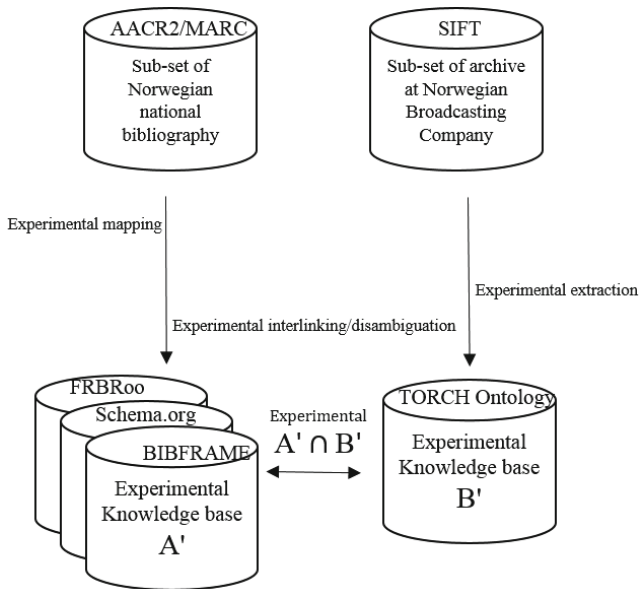 AACR2/MARC
Sub-set of
Norwegian
national
bibliography
SIFT
Sub-set of archive
at Norwegian
Broadcasting
Company
Experimental mapping
Experimental extraction
Experimental interlinking/disambiguation
FRBRoo
Schema.org
BIBFRAME
Experimental
Knowledge base
A'
Experimental
A' ∩ B'
TORCH Ontology
Experimental
Knowledge base
B'